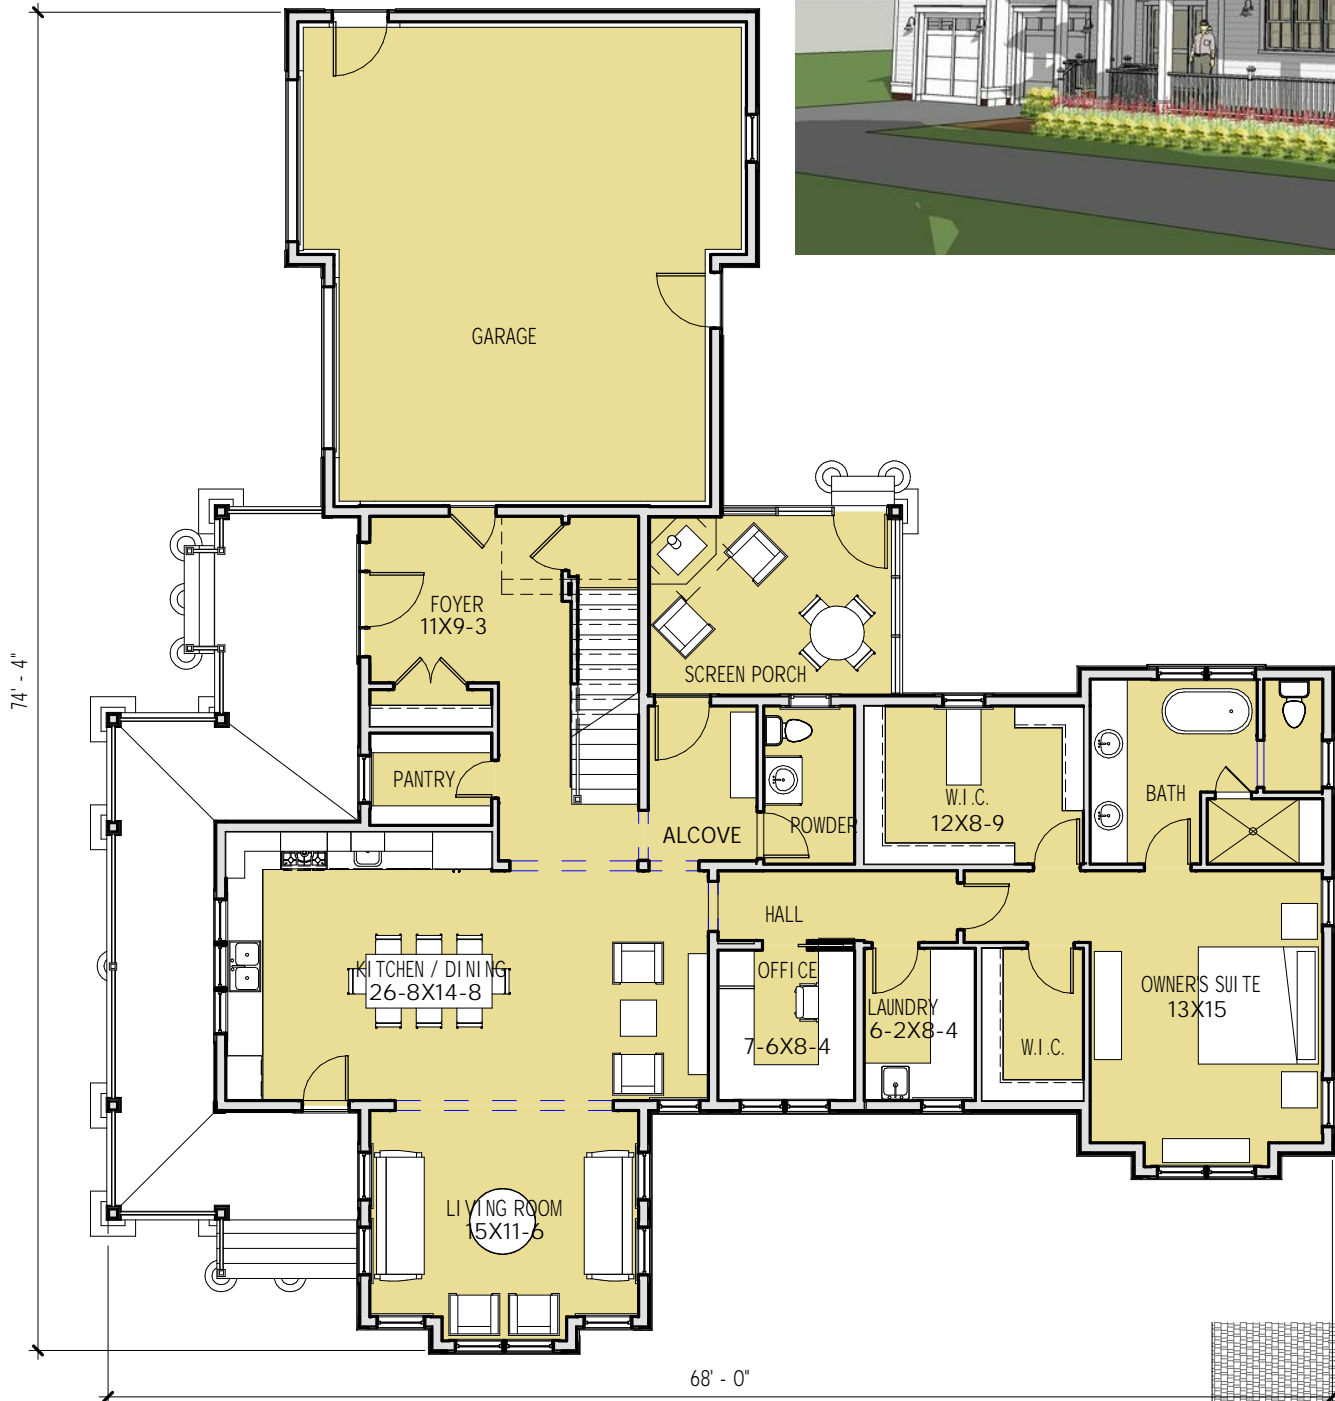 GARAGE
74' - 4"
FOYER
11X9-3
SCREEN PORCH
PANTRY
ALCOVE
POWDER
W.I.C.
12X8-9
BATH
HALL
KITCHEN / DINING
26-8X14-8
OFFICE
7-6X8-4
LAUNDRY
6-2X8-4
W.I.C.
OWNER'S SUITE
13X15
LIVING ROOM
15X11-6
68' - 0"